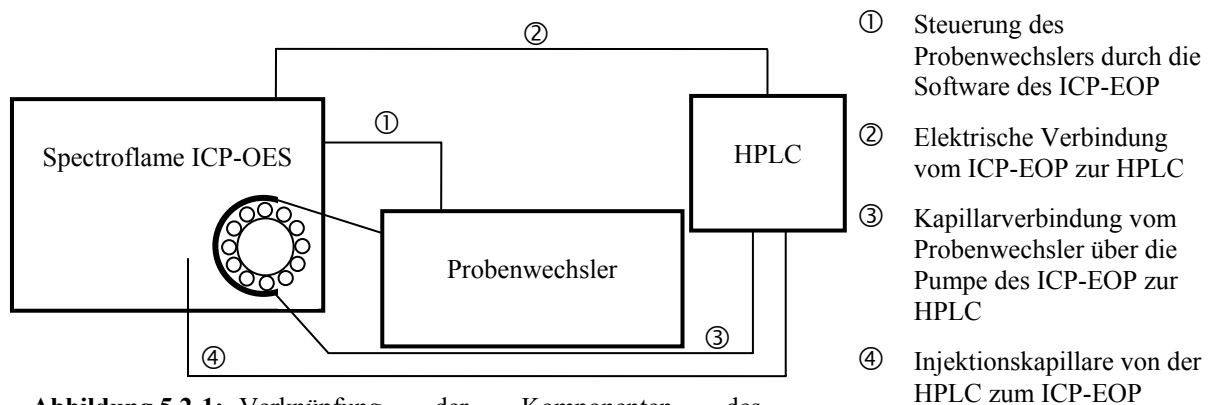 ②
①
Spectroflame ICP-OES
HPLC
Probenwechsler
③
④
① Steuerung des
Probenwechslers durch die
Software des ICP-EOP
② Elektrische Verbindung
vom ICP-EOP zur HPLC
③ Kapillarverbindung vom
Probenwechsler über die
Pumpe des ICP-EOP zur
HPLC
④ Injektionskapillare von der
HPLC zum ICP-EOP
Abbildung 5.2-1: Verknüpfung der Komponenten des